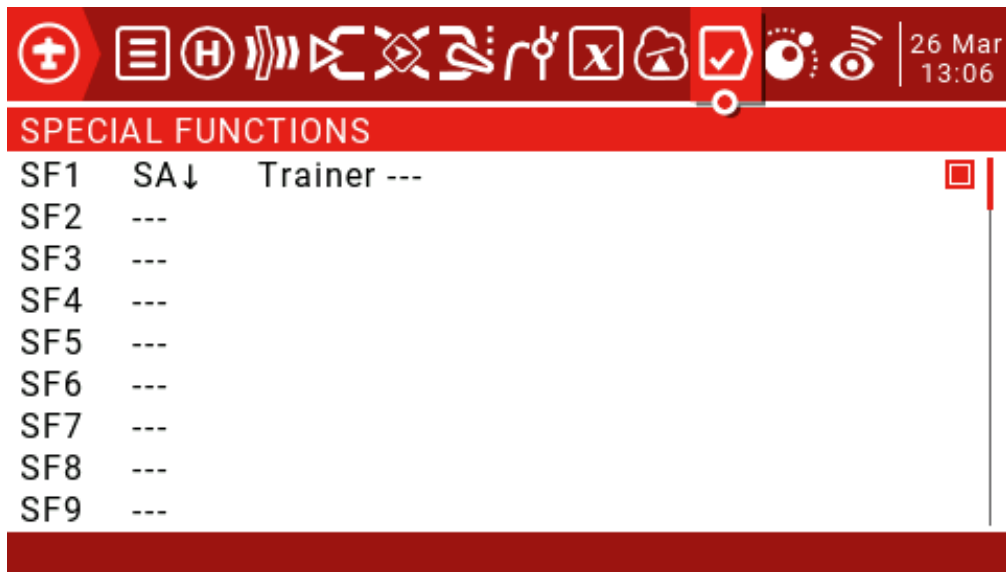 H x 26 Mar
13:06
SPECIAL FUNCTIONS
SF1 SA↓ Trainer ---
SF2 ---
SF3 ---
SF4 ---
SF5 ---
SF6 ---
SF7 ---
SF8 ---
SF9 ---